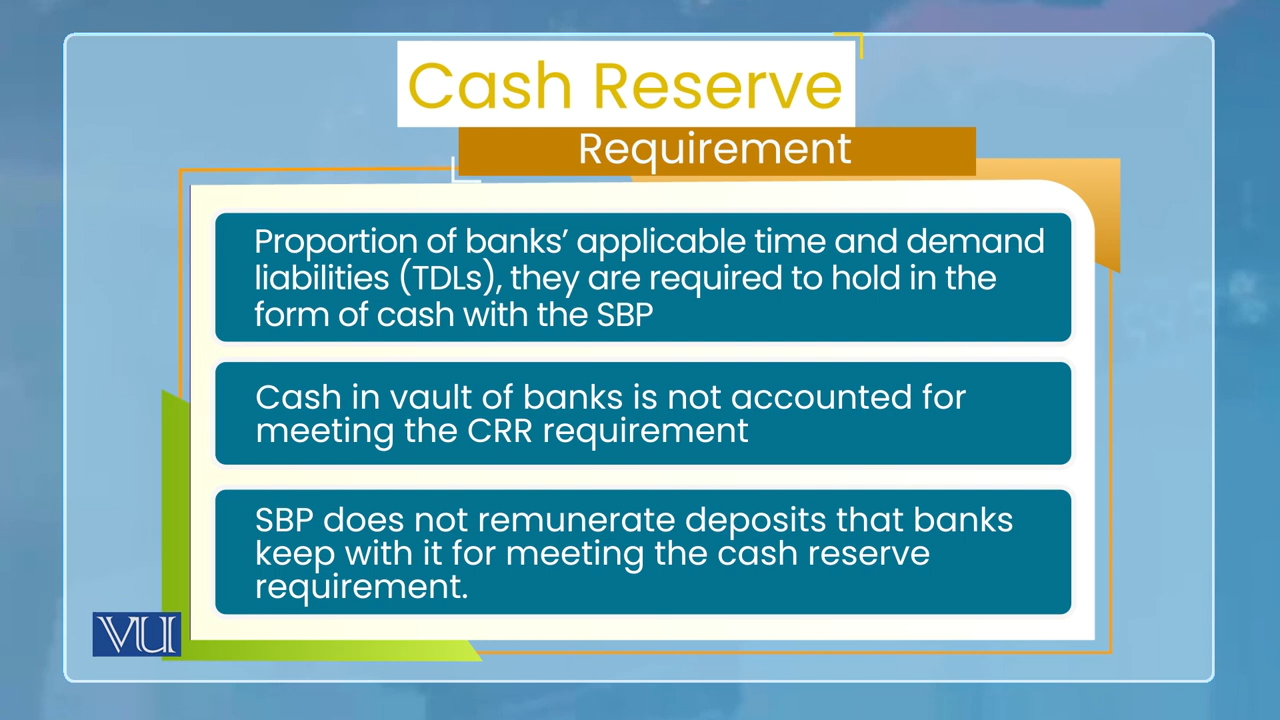 Cash Reserve
Requirement
Proportion of banks’ applicable time and demand
liabilities (TDLs), they are required to hold in the
form of cash with the SBP
Cash in vault of banks is not accounted for
meeting the CRR requirement
SBP does not remunerate deposits that banks
keep with it for meeting the cash reserve
requirement.
VU